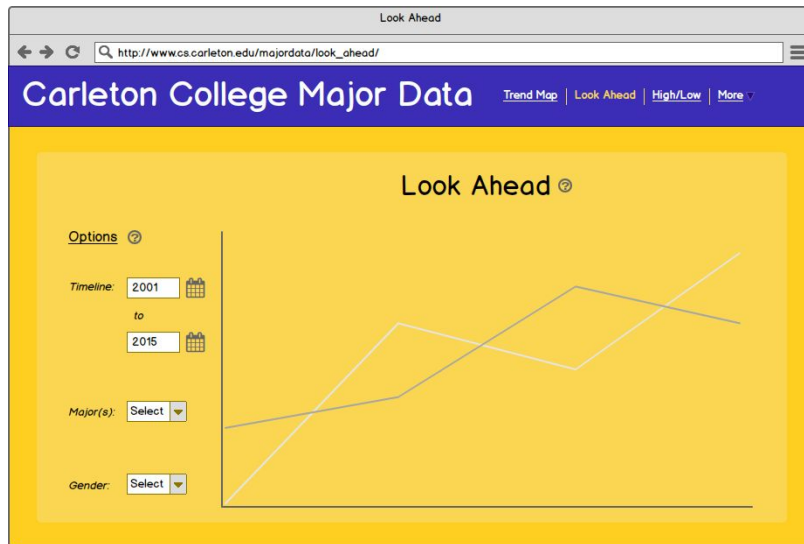 Look Ahead
http://www.cs.carleton.edu/majordata/look_ahead/
Carleton College Major Data
Trend Map | Look Ahead | High/Low | More
Look Ahead ?
Options ?
Timeline: 2001
to
2015
Major(s): Select
Gender: Select